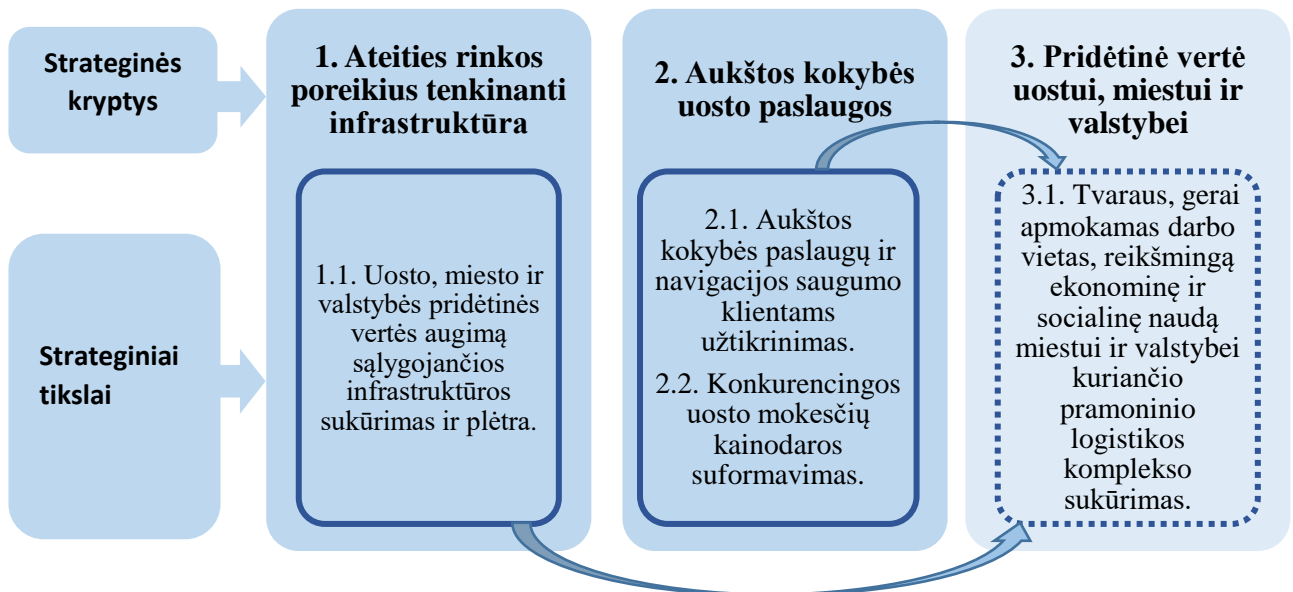 Strateginės
kryptys
1. Ateities rinkos
poreikius tenkinanti
infrastruktūra
2. Aukštos kokybės
uosto paslaugos
3. Pridėtinė vertė
uostui, miestui ir
valstybei
Strateginiai
tikslai
1.1. Uosto, miesto ir
valstybės pridėtinės
vertės augimą
sąlygojančios
infrastruktūros
sukūrimas ir plėtra.
2.1. Aukštos
kokybės paslaugų ir
navigacijos saugumo
klientams
užtikrinimas.
2.2. Konkurencingos
uosto mokesčių
kainodaros
suformavimas.
3.1. Tvaraus, gerai
apmokamas darbo
vietas, reikšmingą
ekonominę ir
socialinę naudą
miestui ir valstybei
kuriančio
pramoninio
logistikos
komplekso
sukūrimas.